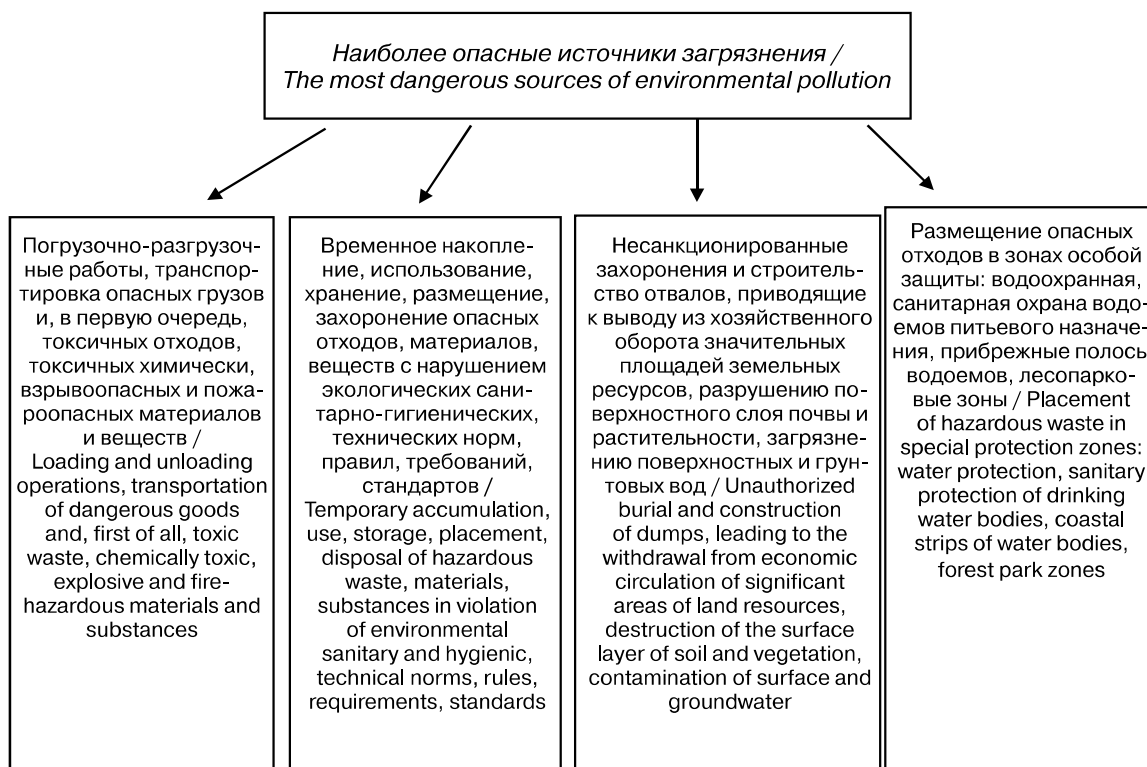 Наиболее опасные источники загрязнения /
The most dangerous sources of environmental pollution
Погрузочно-разгрузоч-
ные работы, транспор-
тировка опасных грузов
и, в первую очередь,
токсичных отходов,
токсичных химически,
взрывоопасных и пожа-
роопасных материалов
и веществ /
Loading and unloading
operations, transportation
of dangerous goods
and, first of all, toxic
waste, chemically toxic,
explosive and fire-
hazardous materials and
substances
Временное накопле-
ние, использование,
хранение, размещение,
захоронение опасных
отходов, материалов,
веществ с нарушением
экологических сани-
тарно-гигиенических,
технических норм,
правил, требований,
стандартов /
Temporary accumulation,
use, storage, placement,
disposal of hazardous
waste, materials,
substances in violation
of environmental
sanitary and hygienic,
technical norms, rules,
requirements, standards
Несанкционированные
захоронения и строитель-
ство отвалов, приводящие
к выводу из хозяйственного
оборота значительных
площадей земельных
ресурсов, разрушению по-
верхностного слоя почвы и
растительности, загрязне-
нию поверхностных и грун-
товых вод / Unauthorized
burial and construction
of dumps, leading to the
withdrawal from economic
circulation of significant
areas of land resources,
destruction of the surface
layer of soil and vegetation,
contamination of surface and
groundwater
Размещение опасных
отходов в зонах особой
защиты: водоохранная,
санитарная охрана водо-
емов питьевого назначе-
ния, прибрежные полосы
водоемов, лесопарко-
вые зоны / Placement
of hazardous waste in
special protection zones:
water protection, sanitary
protection of drinking
water bodies, coastal
strips of water bodies,
forest park zones